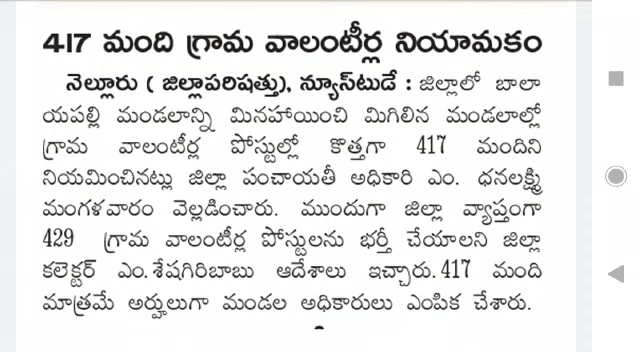 417 మంది గ్రామ వాలంటీర్ల నియామకం
నెల్లూరు ( జిల్లాపరిషత్తు), న్యూస్‌టుడే : జిల్లాలో బాలా
యపల్లి మండలాన్ని మినహాయించి మిగిలిన మండలాల్లో
గ్రామ వాలంటీర్ల పోస్టుల్లో కొత్తగా 417 మందిని
నియమించినట్లు జిల్లా పంచాయతీ అధికారి ఎం. ధనలక్ష్మి
మంగళవారం వెల్లడించారు. ముందుగా జిల్లా వ్యాప్తంగా
429 గ్రామ వాలంటీర్ల పోస్టులను భర్తీ చేయాలని జిల్లా
కలెక్టర్ ఎం.శేషగిరిబాబు ఆదేశాలు ఇచ్చారు. 417 మంది
మాత్రమే అర్హులుగా మండల అధికారులు ఎంపిక చేశారు.